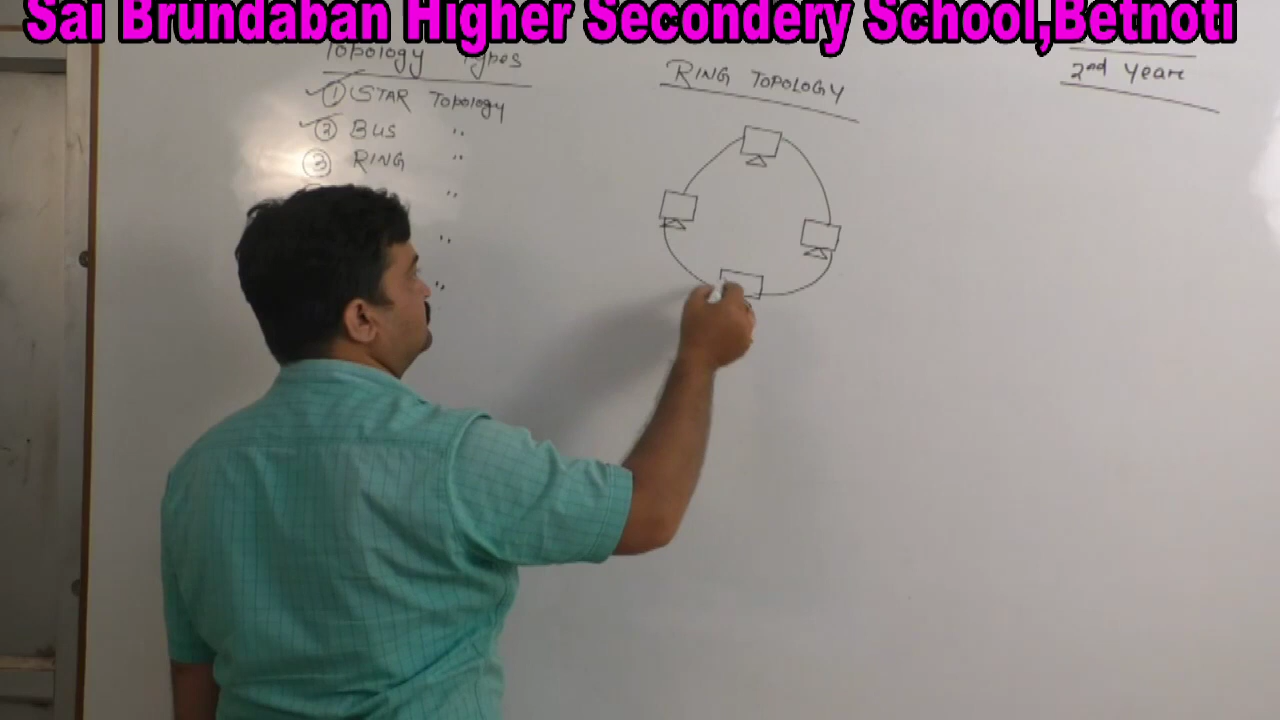 Sai Brundaban Higher Secondery School,Betnoti
Topology Types
① STAR Topology
② BUS "
③ RING "
"
"
"
RING TOPOLOGY
2nd Year